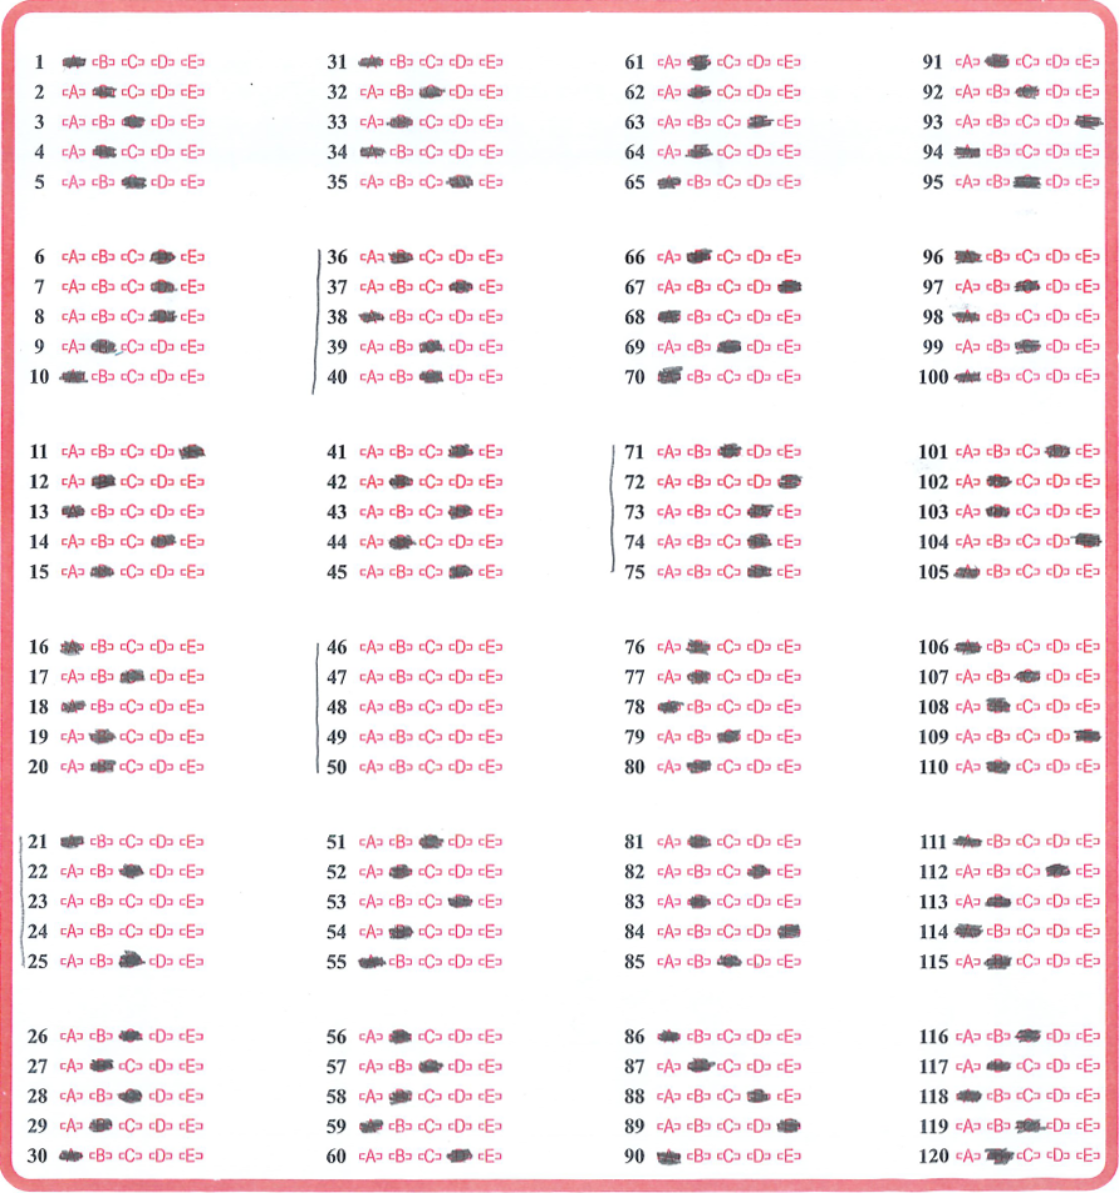 1 [B] [C] [D] [E]
2 [A] [C] [D] [E]
3 [A] [B] [D] [E]
4 [A] [C] [D] [E]
5 [A] [B] [D] [E]
6 [A] [B] [C] [E]
7 [A] [B] [C] [E]
8 [A] [B] [C] [E]
9 [A] [C] [D] [E]
10 [B] [C] [D] [E]
11 [A] [B] [C] [D]
12 [A] [C] [D] [E]
13 [B] [C] [D] [E]
14 [A] [B] [C] [E]
15 [A] [C] [D] [E]
16 [B] [C] [D] [E]
17 [A] [B] [D] [E]
18 [B] [C] [D] [E]
19 [A] [C] [D] [E]
20 [A] [C] [D] [E]
21 [B] [C] [D] [E]
22 [A] [B] [D] [E]
23 [A] [B] [C] [D] [E]
24 [A] [B] [C] [D] [E]
25 [A] [B] [D] [E]
26 [A] [B] [D] [E]
27 [A] [C] [D] [E]
28 [A] [B] [D] [E]
29 [A] [C] [D] [E]
30 [B] [C] [D] [E]
31 [B] [C] [D] [E]
32 [A] [B] [D] [E]
33 [A] [C] [D] [E]
34 [B] [C] [D] [E]
35 [A] [B] [C] [E]
36 [A] [C] [D] [E]
37 [A] [B] [C] [E]
38 [B] [C] [D] [E]
39 [A] [B] [D] [E]
40 [A] [B] [D] [E]
41 [A] [B] [C] [E]
42 [A] [C] [D] [E]
43 [A] [B] [C] [E]
44 [A] [C] [D] [E]
45 [A] [B] [C] [E]
46 [A] [B] [C] [D] [E]
47 [A] [B] [C] [D] [E]
48 [A] [B] [C] [D] [E]
49 [A] [B] [C] [D] [E]
50 [A] [B] [C] [D] [E]
51 [A] [B] [D] [E]
52 [A] [C] [D] [E]
53 [A] [B] [C] [E]
54 [A] [C] [D] [E]
55 [B] [C] [D] [E]
56 [A] [C] [D] [E]
57 [A] [B] [D] [E]
58 [A] [C] [D] [E]
59 [B] [C] [D] [E]
60 [A] [B] [C] [E]
61 [A] [C] [D] [E]
62 [A] [C] [D] [E]
63 [A] [B] [C] [E]
64 [A] [C] [D] [E]
65 [B] [C] [D] [E]
66 [A] [C] [D] [E]
67 [A] [B] [C] [D]
68 [B] [C] [D] [E]
69 [A] [B] [D] [E]
70 [B] [C] [D] [E]
71 [A] [B] [D] [E]
72 [A] [B] [C] [D]
73 [A] [B] [C] [E]
74 [A] [B] [C] [E]
75 [A] [B] [C] [E]
76 [A] [C] [D] [E]
77 [A] [C] [D] [E]
78 [B] [C] [D] [E]
79 [A] [B] [D] [E]
80 [A] [C] [D] [E]
81 [A] [C] [D] [E]
82 [A] [B] [C] [E]
83 [A] [C] [D] [E]
84 [A] [B] [C] [D]
85 [A] [B] [D] [E]
86 [B] [C] [D] [E]
87 [A] [C] [D] [E]
88 [A] [B] [C] [E]
89 [A] [B] [C] [D]
90 [B] [C] [D] [E]
91 [A] [C] [D] [E]
92 [A] [B] [D] [E]
93 [A] [B] [C] [D]
94 [B] [C] [D] [E]
95 [A] [B] [D] [E]
96 [B] [C] [D] [E]
97 [A] [B] [D] [E]
98 [B] [C] [D] [E]
99 [A] [B] [D] [E]
100 [B] [C] [D] [E]
101 [A] [B] [C] [E]
102 [A] [C] [D] [E]
103 [A] [C] [D] [E]
104 [A] [B] [C] [D]
105 [B] [C] [D] [E]
106 [B] [C] [D] [E]
107 [A] [B] [D] [E]
108 [A] [C] [D] [E]
109 [A] [B] [C] [D]
110 [A] [C] [D] [E]
111 [B] [C] [D] [E]
112 [A] [B] [C] [E]
113 [A] [C] [D] [E]
114 [B] [C] [D] [E]
115 [A] [C] [D] [E]
116 [A] [B] [D] [E]
117 [A] [C] [D] [E]
118 [B] [C] [D] [E]
119 [A] [B] [D] [E]
120 [A] [C] [D] [E]